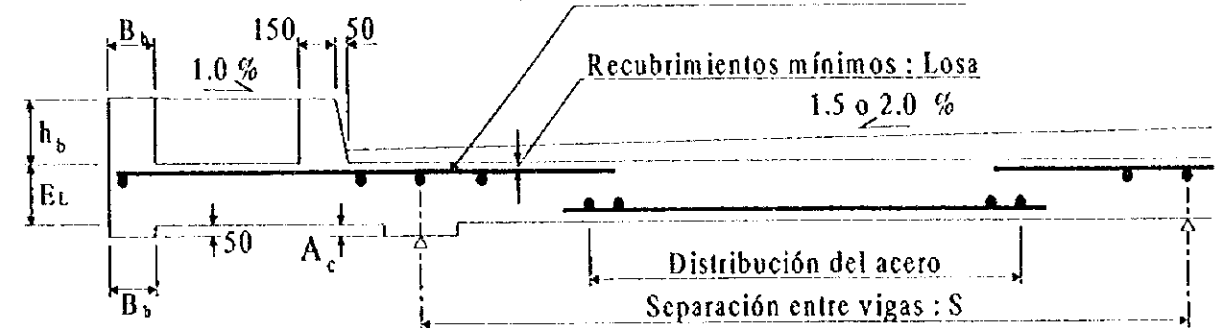 B_b 150 50
1.0 %
Recubrimientos mínimos : Losa
1.5 o 2.0 %
h_b
E_L
50
A_c
Distribución del acero
B_b
Separación entre vigas : S